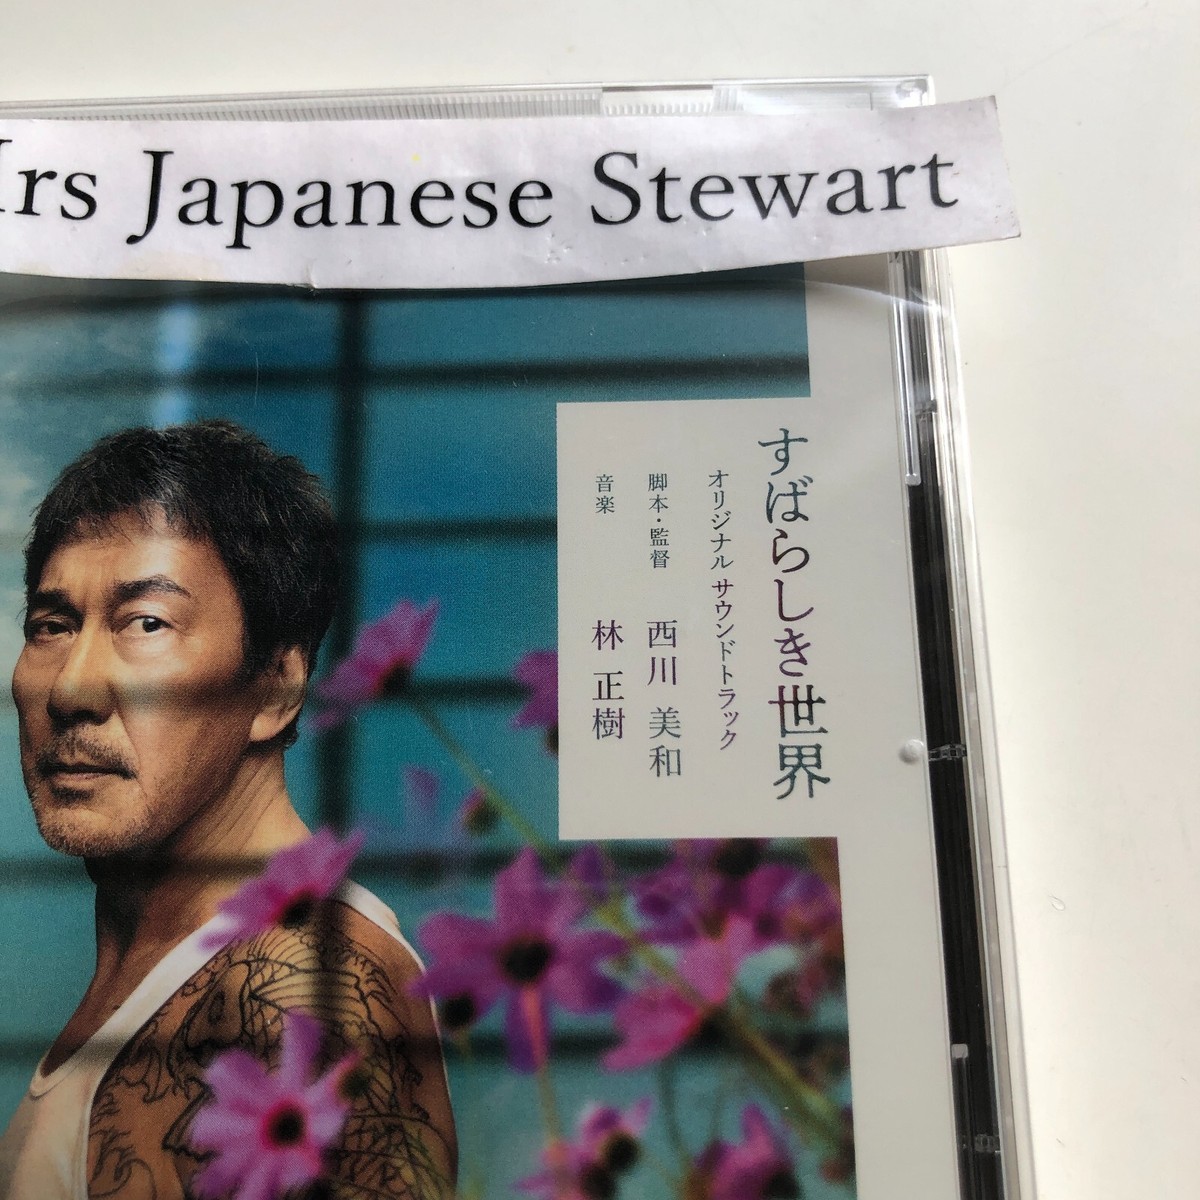 Mrs Japanese Stewart
すばらしき世界
オリジナル サウンドトラック
脚本・監督 西川 美和
音楽 林 正樹